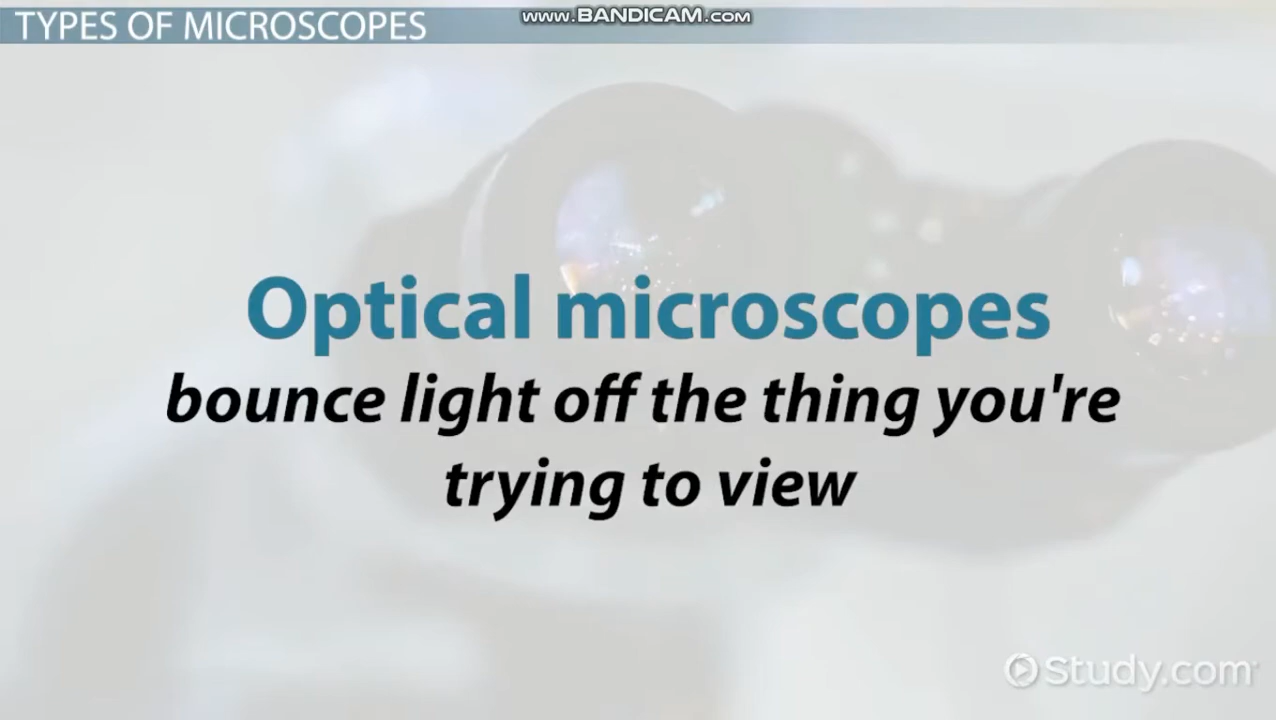 www.BANDICAM.com
TYPES OF MICROSCOPES
Optical microscopes
bounce light off the thing you're
trying to view
Study.com